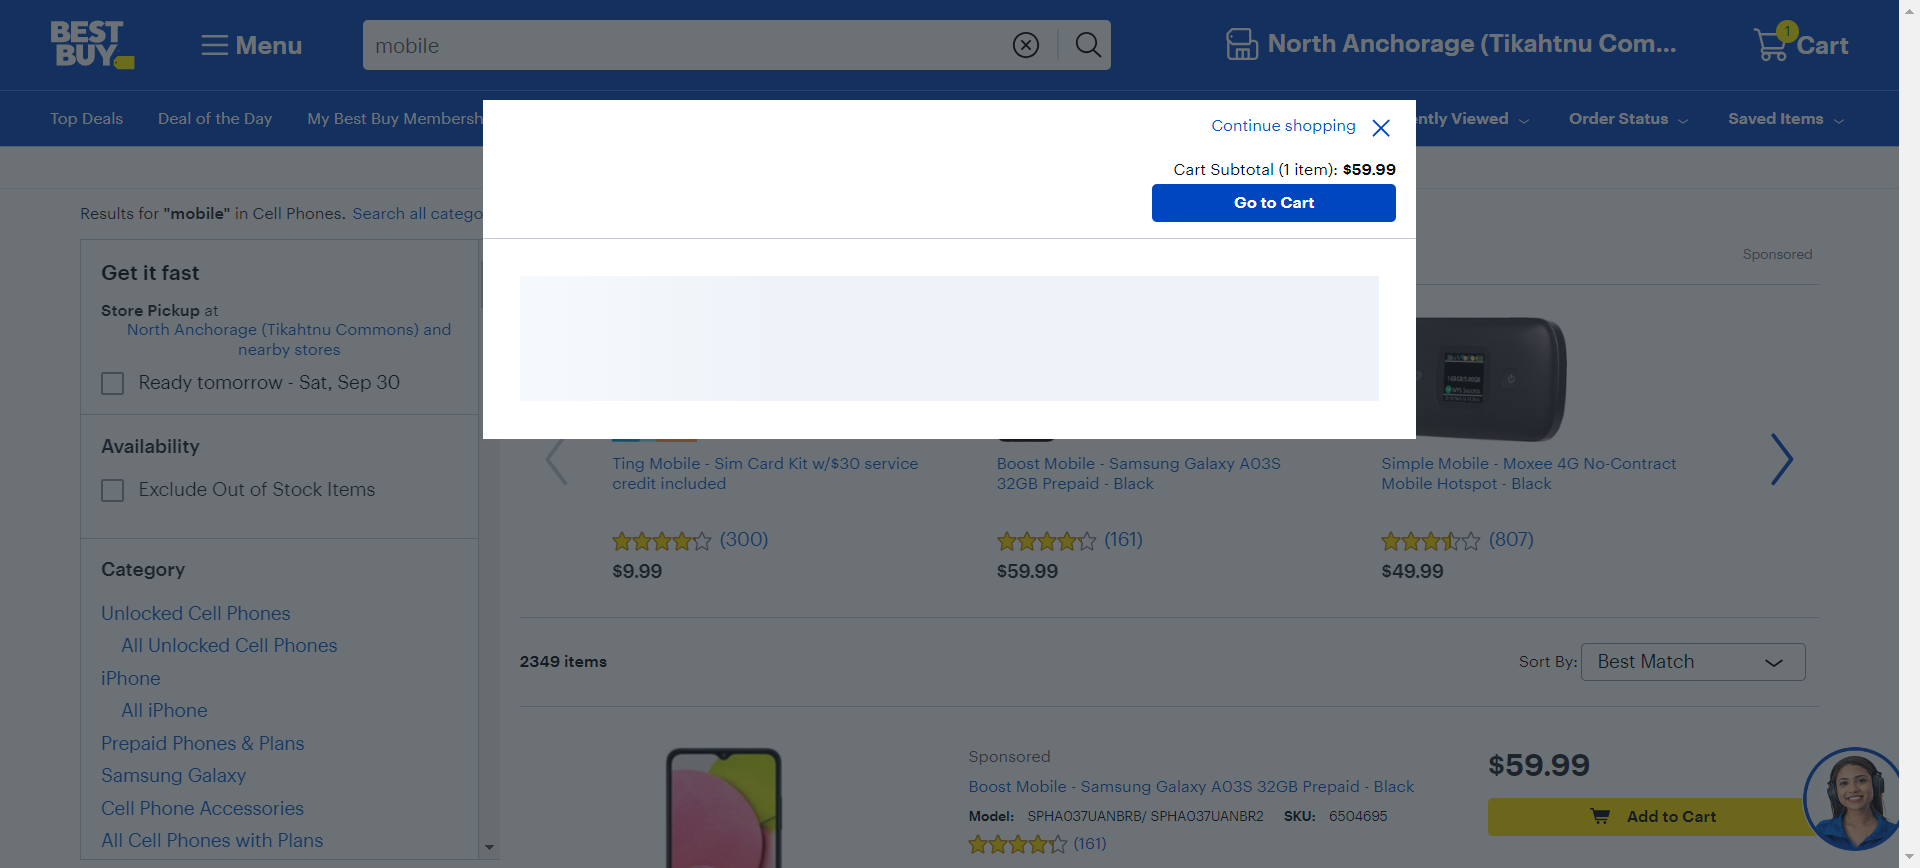 BEST
BUY
Menu
mobile
North Anchorage (Tikahtnu Com...
1
Cart
Top Deals
Deal of the Day
My Best Buy Membersh
ntly Viewed
Order Status
Saved Items
Continue shopping
Cart Subtotal (1 item): $59.99
Go to Cart
Results for "mobile" in Cell Phones. Search all catego
Sponsored
Get it fast
Store Pickup at
North Anchorage (Tikahtnu Commons) and
nearby stores
Ready tomorrow - Sat, Sep 30
Availability
Exclude Out of Stock Items
Category
Unlocked Cell Phones
All Unlocked Cell Phones
iPhone
All iPhone
Prepaid Phones & Plans
Samsung Galaxy
Cell Phone Accessories
All Cell Phones with Plans
Ting Mobile - Sim Card Kit w/$30 service
credit included
(300)
$9.99
Boost Mobile - Samsung Galaxy A03S
32GB Prepaid - Black
(161)
$59.99
Simple Mobile - Moxee 4G No-Contract
Mobile Hotspot - Black
(807)
$49.99
2349 items
Sort By: Best Match
Sponsored
Boost Mobile - Samsung Galaxy A03S 32GB Prepaid - Black
Model: SPHA037UANBRB/ SPHA037UANBR2 SKU: 6504695
(161)
$59.99
Add to Cart